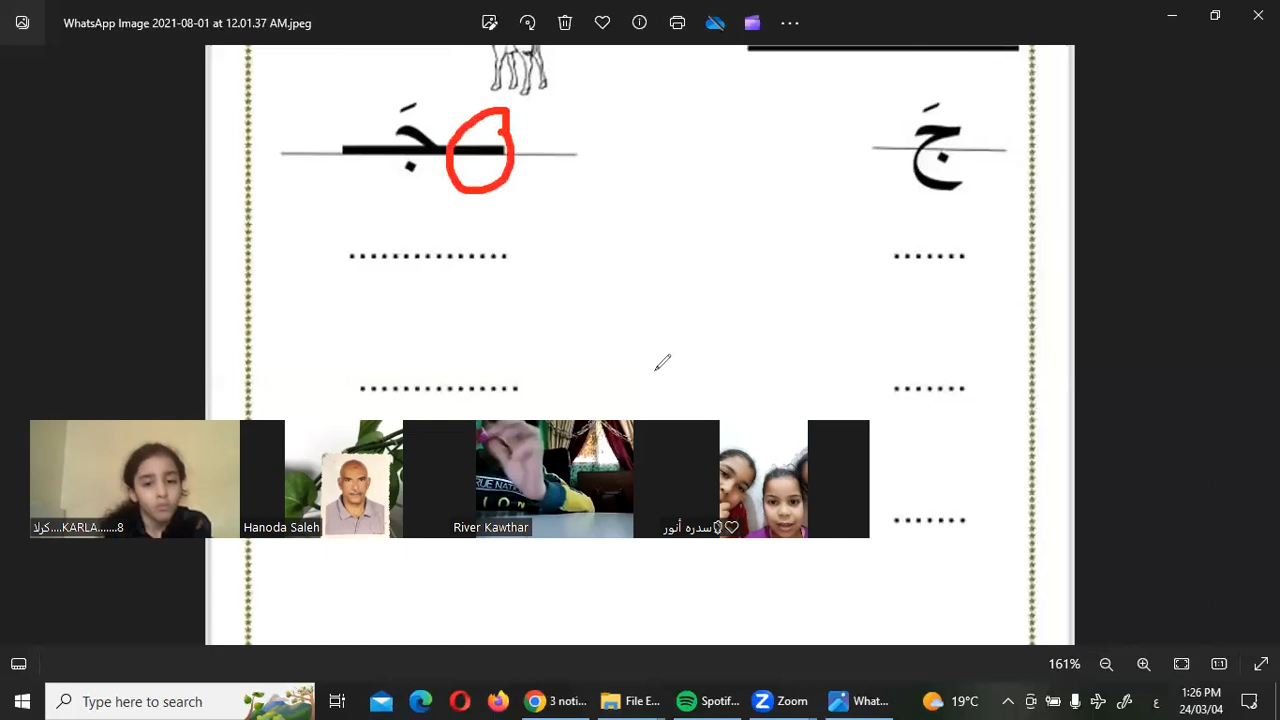 WhatsApp Image 2021-08-01 at 12.01.37 AM.jpeg
جَ
جَ
كرلا....KARLA.......8
Hanoda Saleh
River Kawthar
سدره أنور
161%
Type here to search
3 noti...
File E...
Spotif...
Zoom
What...
19°C
ع
1:26 PM
24/03/04